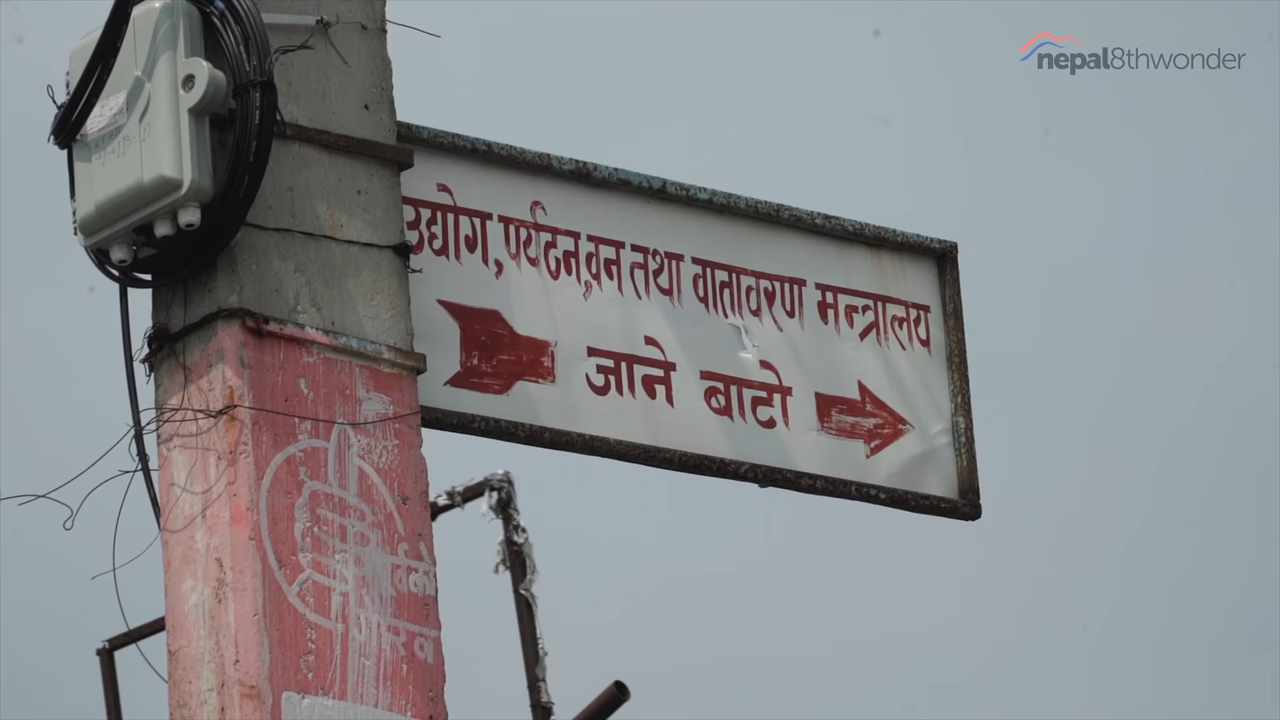 nepal8thwonder
उद्योग, पर्यटन, वन तथा वातावरण मन्त्रालय
जाने बाटो